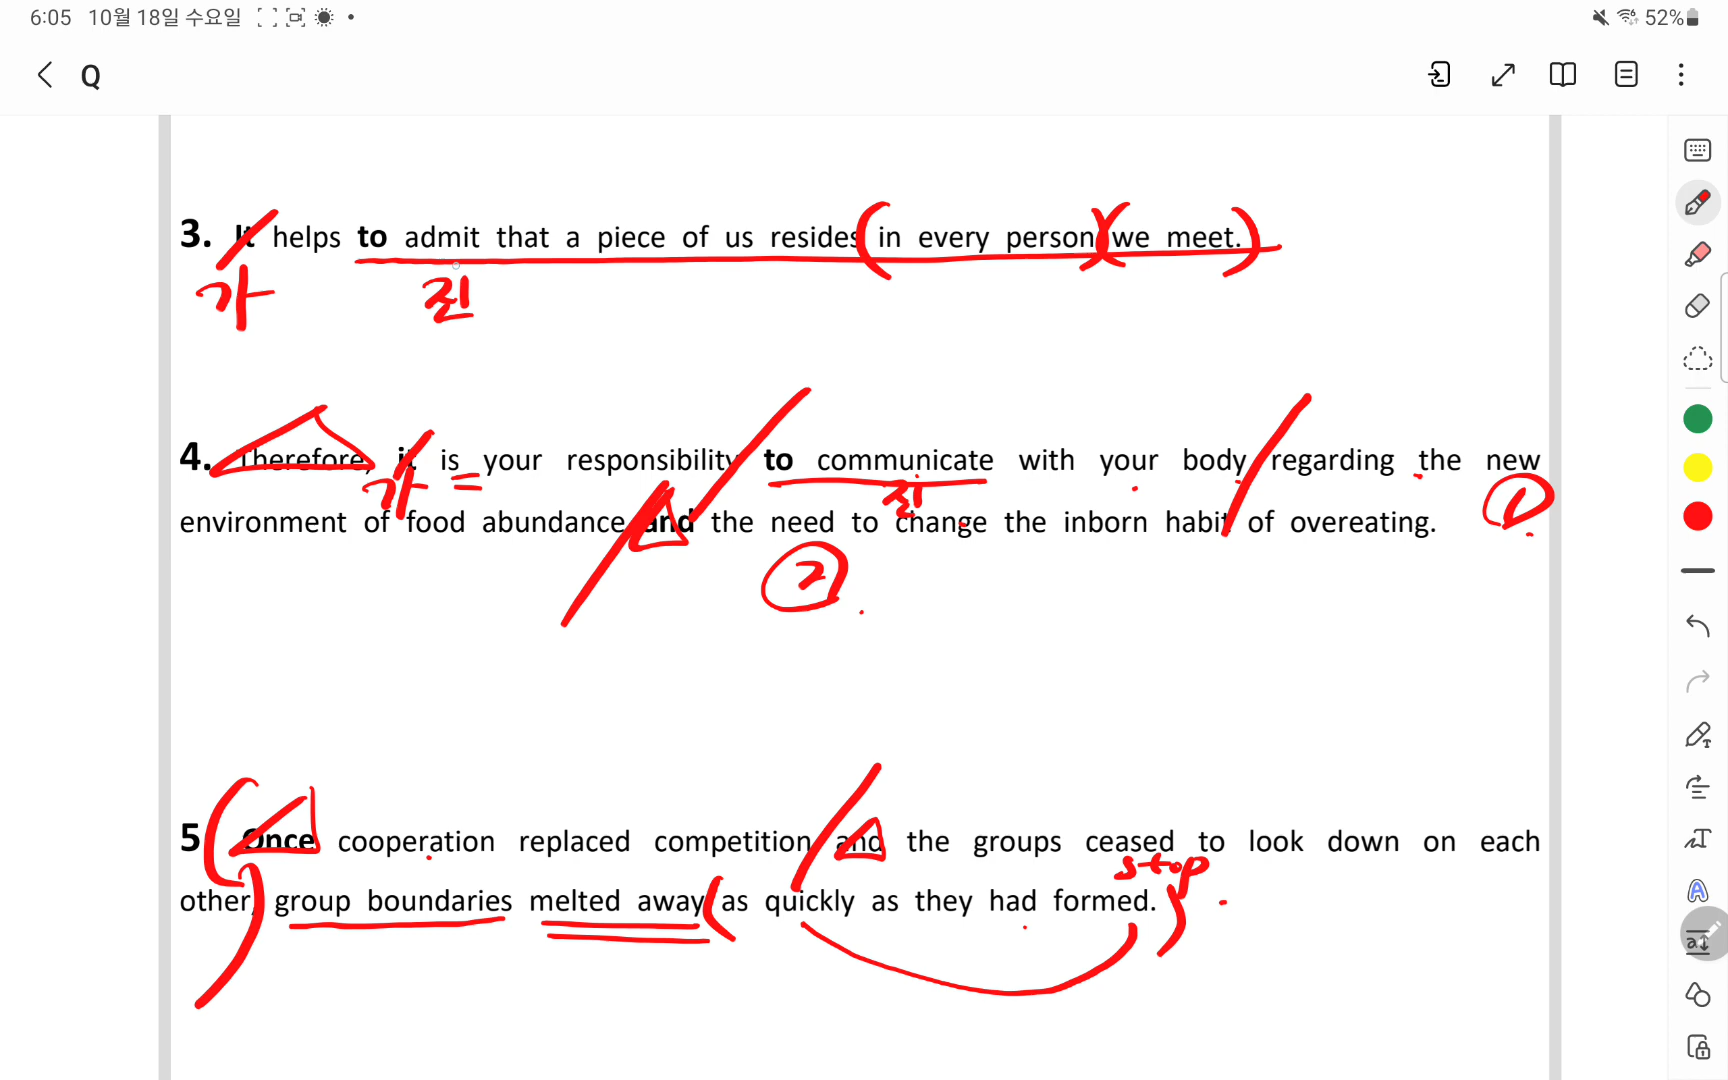 6:05 10월 18일 수요일
52%
Q
3. It helps to admit that a piece of us resides in every person we meet.
가 진
4. Therefore, it is your responsibility to communicate with your body regarding the new
가 진 ①
environment of food abundance and the need to change the inborn habit of overeating.
②
5 Once cooperation replaced competition and the groups ceased to look down on each
stop
other, group boundaries melted away as quickly as they had formed.